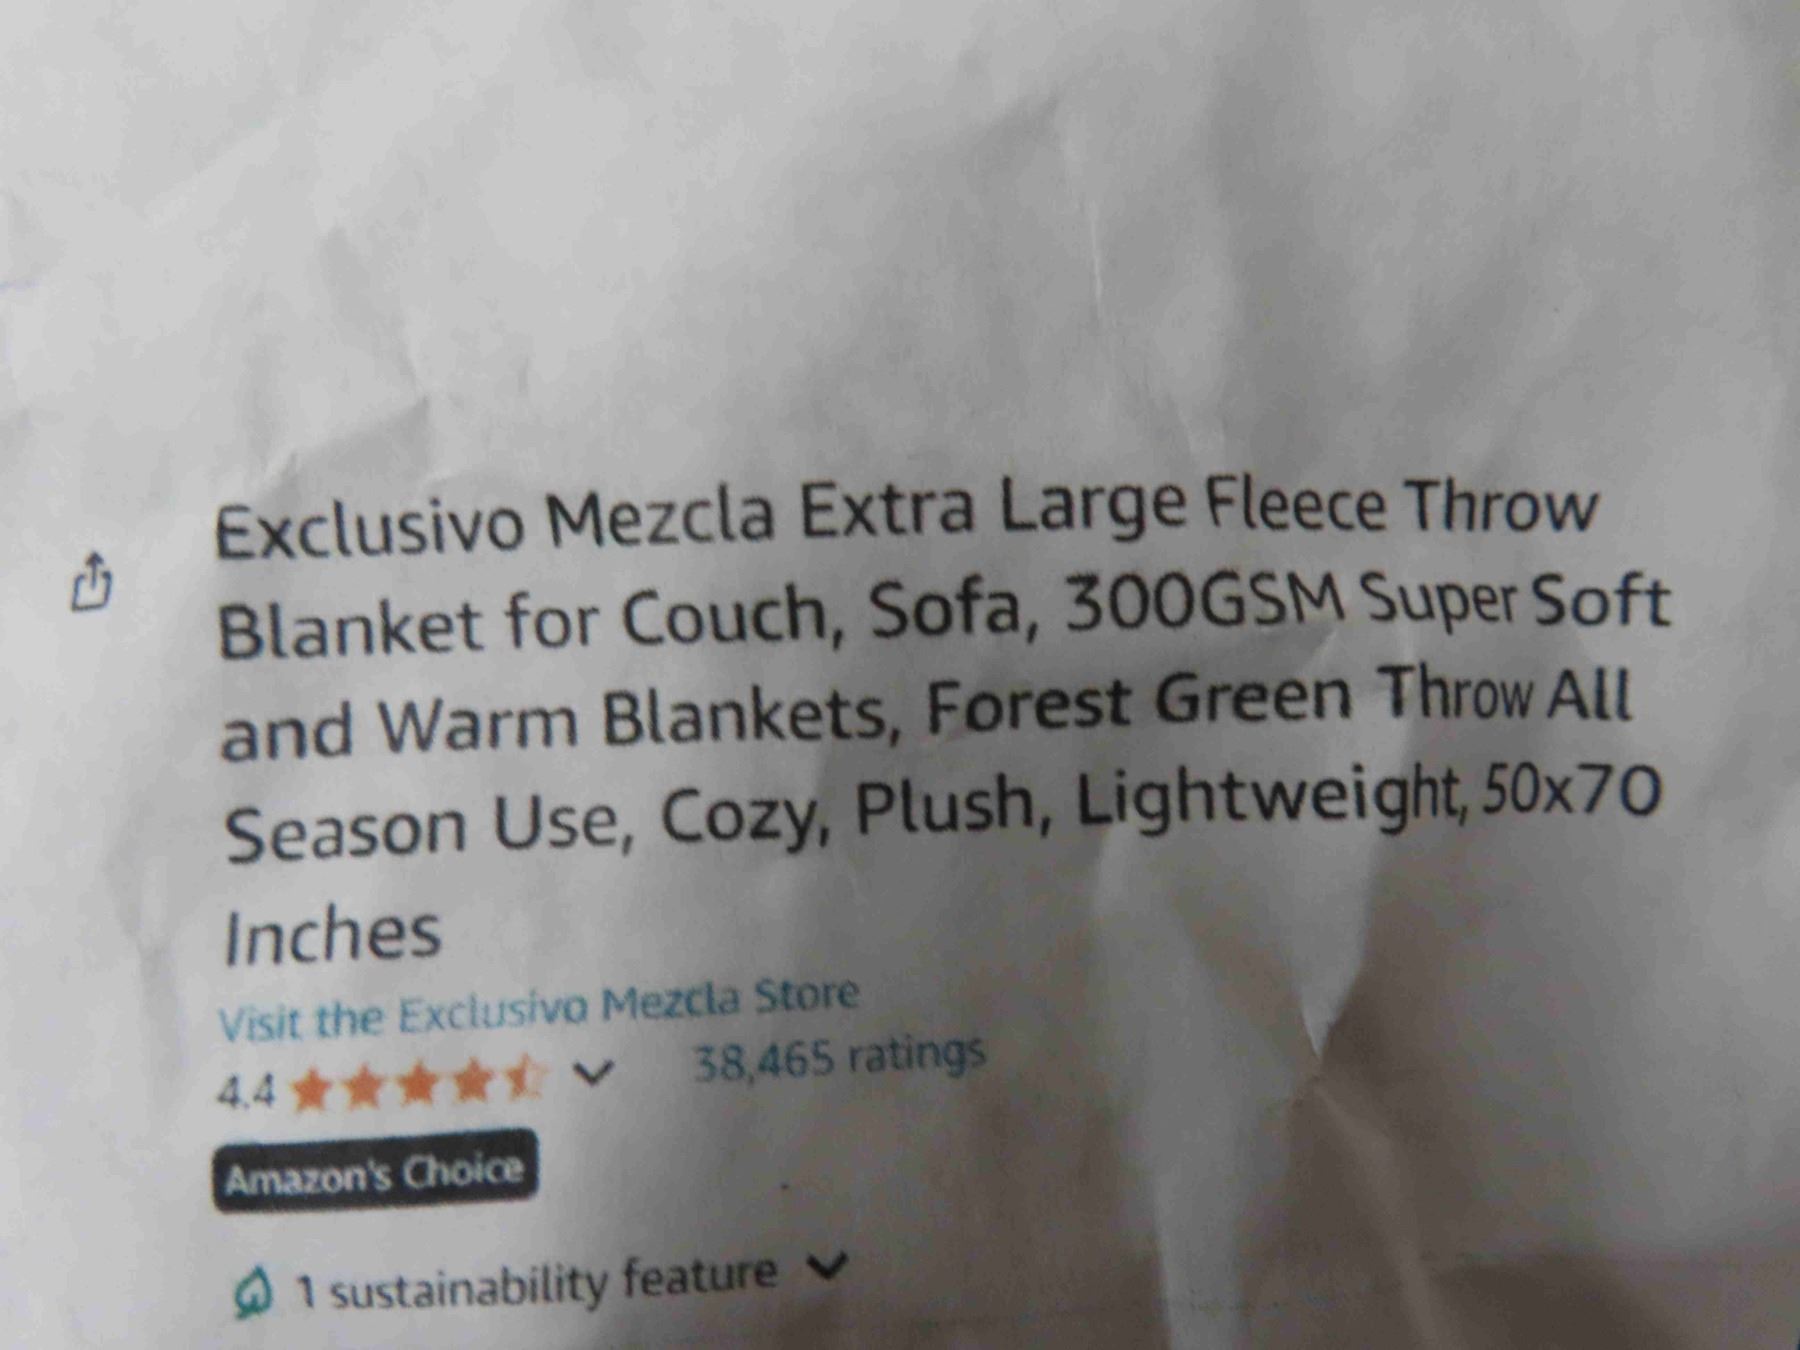 Exclusivo Mezcla Extra Large Fleece Throw
Blanket for Couch, Sofa, 300GSM Super Soft
and Warm Blankets, Forest Green Throw All
Season Use, Cozy, Plush, Lightweight, 50x70
Inches
Visit the Exclusivo Mezcla Store
4.4 38,465 ratings
Amazon's Choice
1 sustainability feature